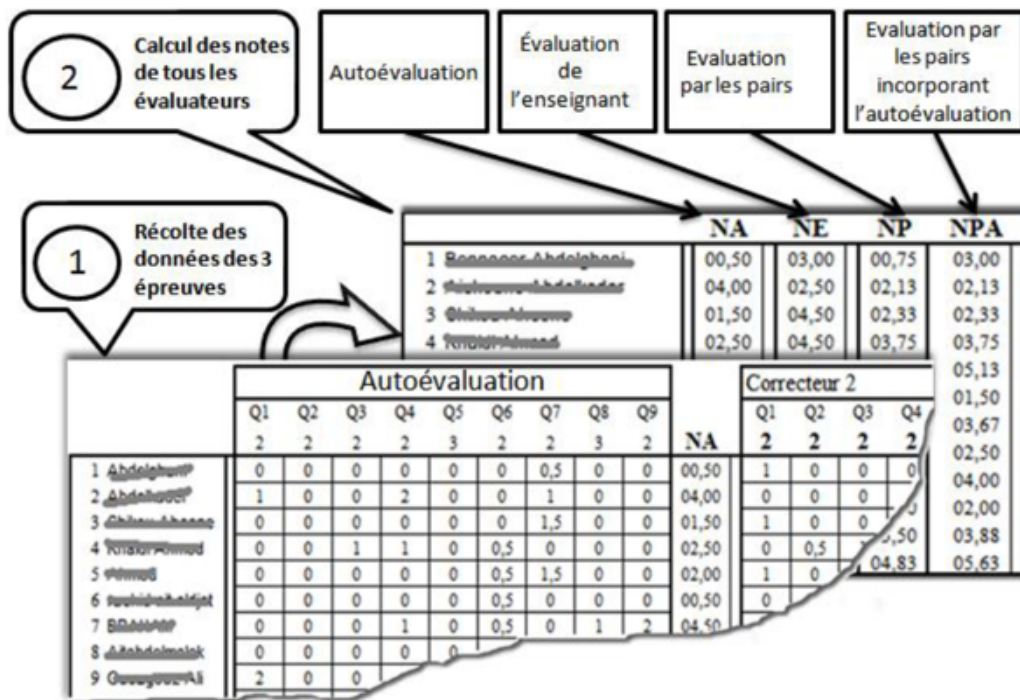 2
Calcul des notes
de tous les
évaluateurs
Autoévaluation
Évaluation
de
l'enseignant
Evaluation
par les pairs
Evaluation par
les pairs
incorporant
l'autoévaluation
1
Récolte des
données des 3
épreuves
NA NE NP NPA
1 00,50 03,00 00,75 03,00
2 04,00 02,50 02,13 02,13
3 01,50 04,50 02,33 02,33
4 02,50 04,50 03,75 03,75
05,13
01,50
03,67
02,50
04,00
02,00
,50 03,88
04,83 05,63
Autoévaluation Correcteur 2
Q1 Q2 Q3 Q4 Q5 Q6 Q7 Q8 Q9 Q1 Q2 Q3 Q4
2 2 2 2 3 2 2 3 2 NA 2 2 2 2
1 0 0 0 0 0 0 0,5 0 0 00,50 1 0 0 0
2 1 0 0 2 0 0 1 0 0 04,00 0 0 0
3 0 0 0 0 0 0 1,5 0 0 01,50 1 0 0
4 0 0 1 1 0 0,5 0 0 0 02,50 0 0,5
5 0 0 0 0 0 0,5 1,5 0 0 02,00 1 0
6 0 0 0 0 0 0,5 0 0 0 00,50 0
7 0 0 0 1 0 0,5 0 1 2 04,50
8 0 0 0 0 0
9 2 0 0